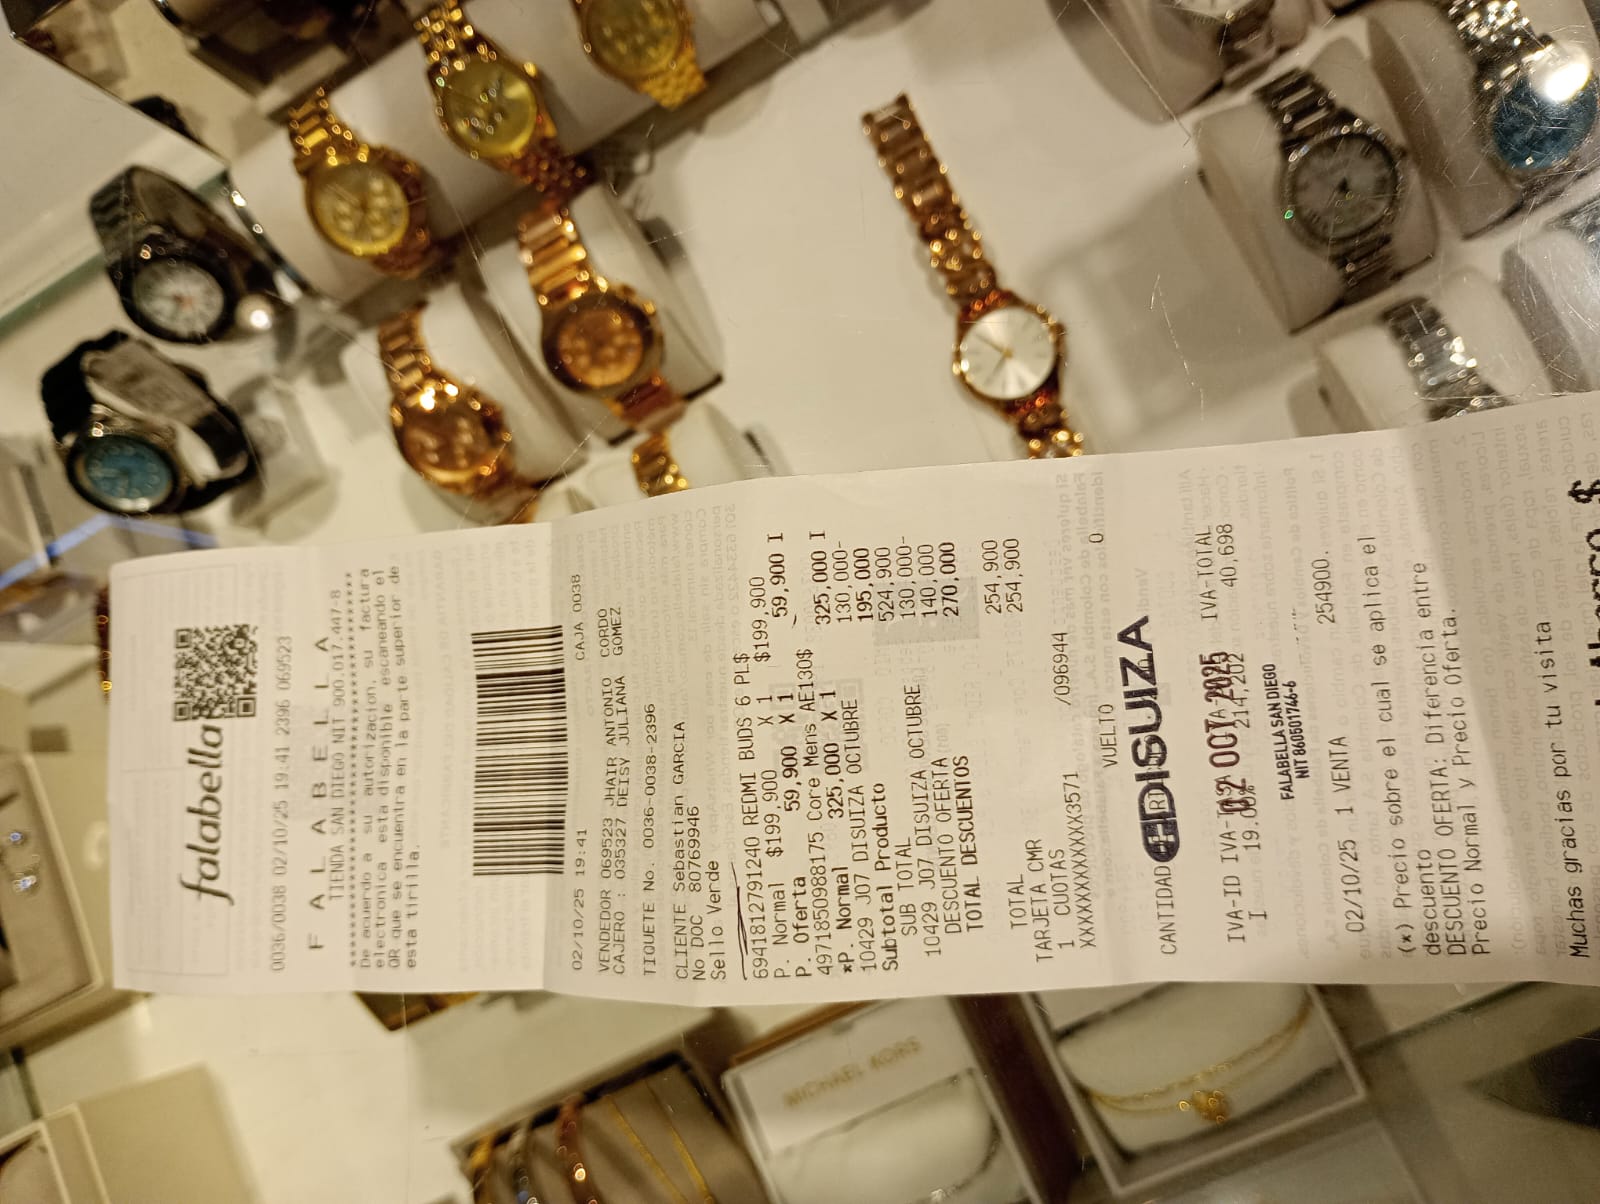 falabella
0036/0038 02/10/25 19.41 2396 069523
F A L A B E L L A
TIENDA SAN DIEGO NIT 900.017.447-8
**************************************
De acuerdo a su autorizacion, su factura
electronica esta disponible escaneando el
QR que se encuentra en la parte superior de
esta tirilla.
02/10/25 19:41 CAJA 0038
VENDEDOR 069523 JHAIR ANTONIO CORDO
CAJERO : 035327 DEISY JULIANA GOMEZ
TIQUETE No. 0036-0038-2396
CLIENTE Sebastian GARCIA
No DOC 80769946
Sello Verde
6941812791240 REDMI BUDS 6 PL$
P. Normal $199,900 X 1 $199,900
P. Oferta 59,900 X 1 59,900 I
4971850988175 Core Mens AE130$
*P. Normal 325,000 X 1 325,000 I
10429 J07 DISUIZA OCTUBRE 130,000-
Subtotal Producto 195,000
SUB TOTAL 524,900
10429 J07 DISUIZA OCTUBRE 130,000-
DESCUENTO OFERTA 140,000
TOTAL DESCUENTOS 270,000
TOTAL 254,900
TARJETA CMR 254,900
1 CUOTAS
XXXXXXXXXXXX3571 /096944
VUELTO 0
CANTIDAD
DISUIZA
IVA-ID IVA- IVA-TOTAL
02 OCT 2025
I 19.00% 214,202 40,698
FALABELLA SAN DIEGO
NIT 860501746-6
02/10/25 1 VENTA 254900.
(*) Precio sobre el cual se aplica el
descuento
DESCUENTO OFERTA: Diferencia entre
Precio Normal y Precio Oferta.
Muchas gracias por tu visita
Ahorro $
MICHAEL KORS